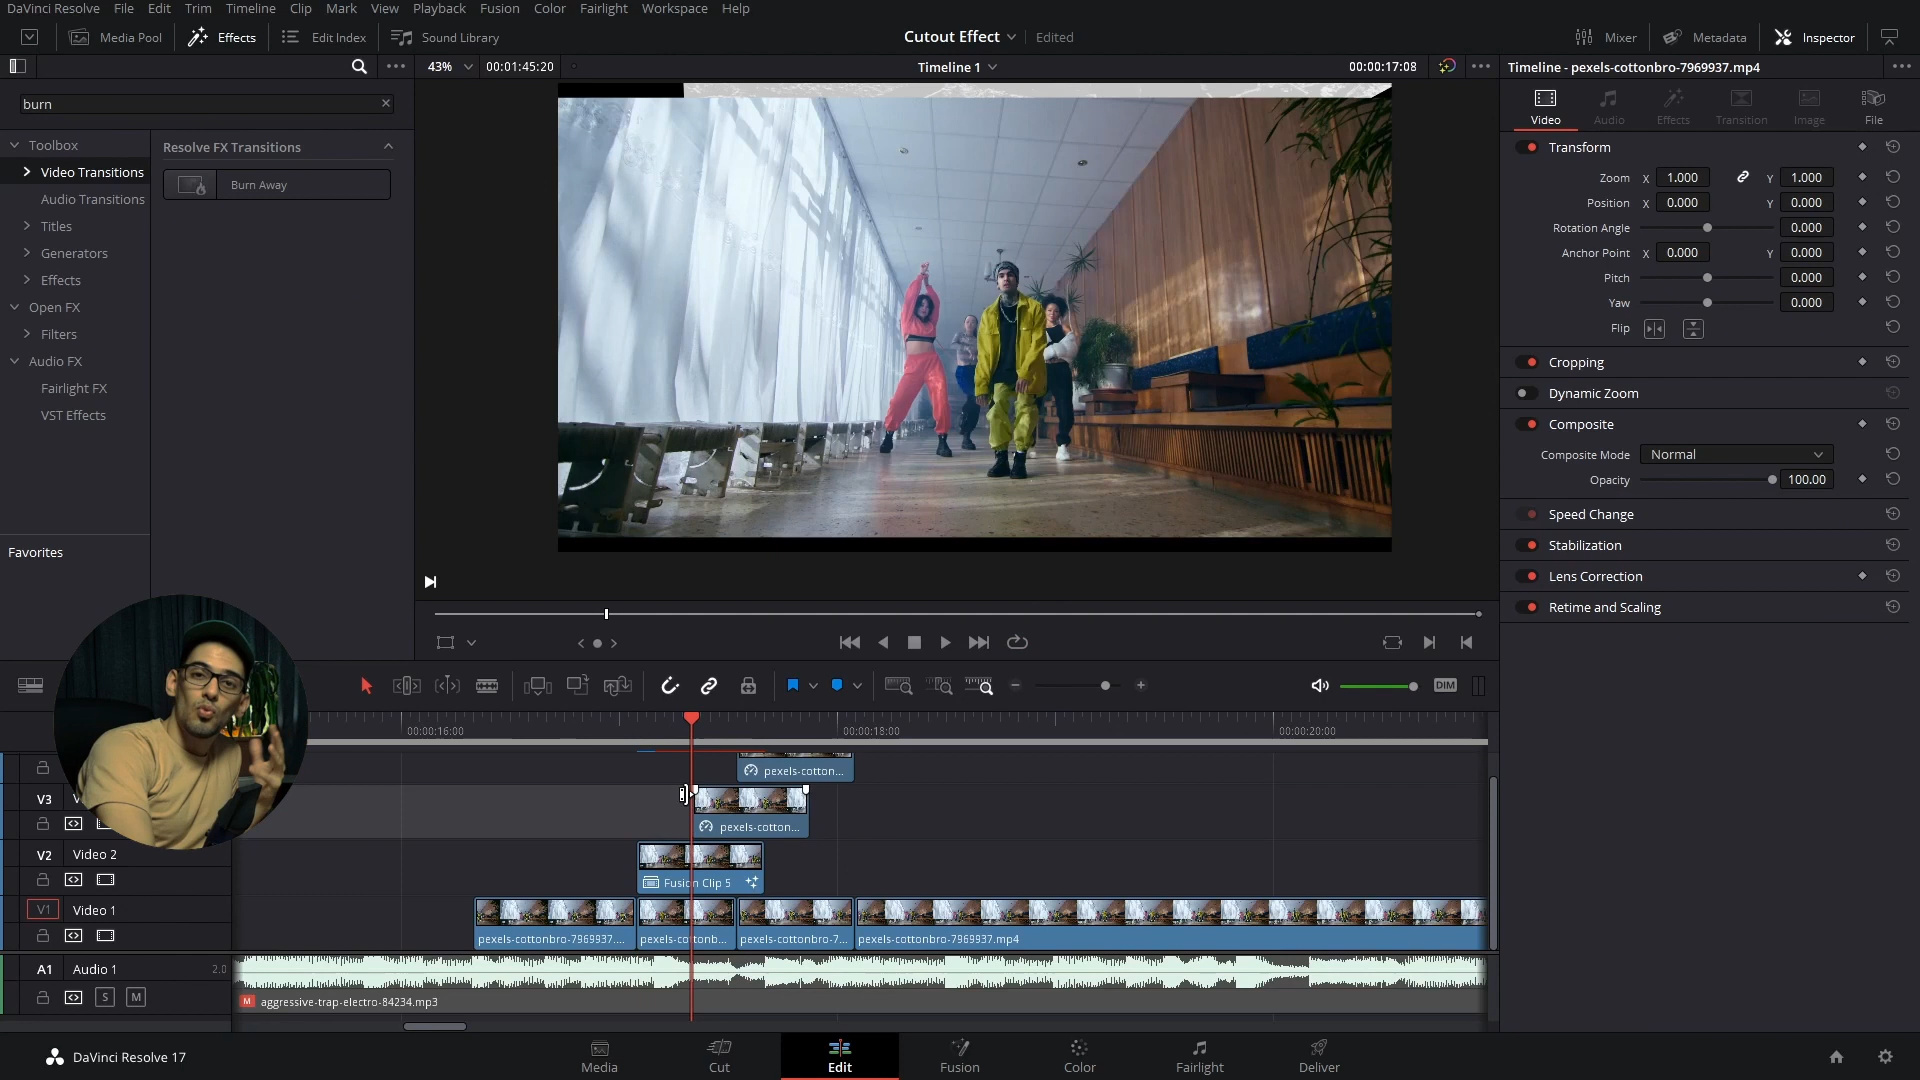 DaVinci Resolve File Edit Trim Timeline Clip Mark View Playback Fusion Color Fairlight Workspace Help
Media Pool Effects Edit Index Sound Library Cutout Effect Edited Mixer Metadata Inspector
43% 00:01:45:20 Timeline 1 00:00:17:08 Timeline - pexels-cottonbro-7969937.mp4
burn
Video Audio Effects Transition Image File
Toolbox
Video Transitions
Audio Transitions
Titles
Generators
Effects
Open FX
Filters
Audio FX
Fairlight FX
VST Effects
Favorites
Resolve FX Transitions
Burn Away
Transform
Zoom X 1.000 Y 1.000
Position X 0.000 Y 0.000
Rotation Angle 0.000
Anchor Point X 0.000 Y 0.000
Pitch 0.000
Yaw 0.000
Flip
Cropping
Dynamic Zoom
Composite
Composite Mode Normal
Opacity 100.00
Speed Change
Stabilization
Lens Correction
Retime and Scaling
DIM
00:00:16:00 00:00:18:00 00:00:20:00
pexels-cotton...
V3
pexels-cotton...
V2 Video 2
Fusion Clip 5
V1 Video 1
pexels-cottonbro-7969937.... pexels-cottonb... pexels-cottonbro-7... pexels-cottonbro-7969937.mp4
A1 Audio 1 2.0
S M
M aggressive-trap-electro-84234.mp3
DaVinci Resolve 17 Media Cut Edit Fusion Color Fairlight Deliver